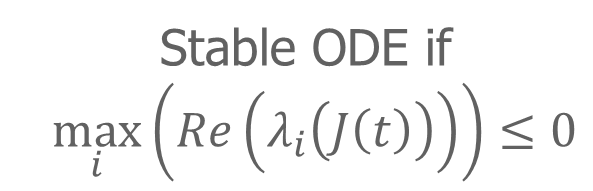 Stable ODE if
max_i (Re(λ_i(J(t)))) ≤ 0